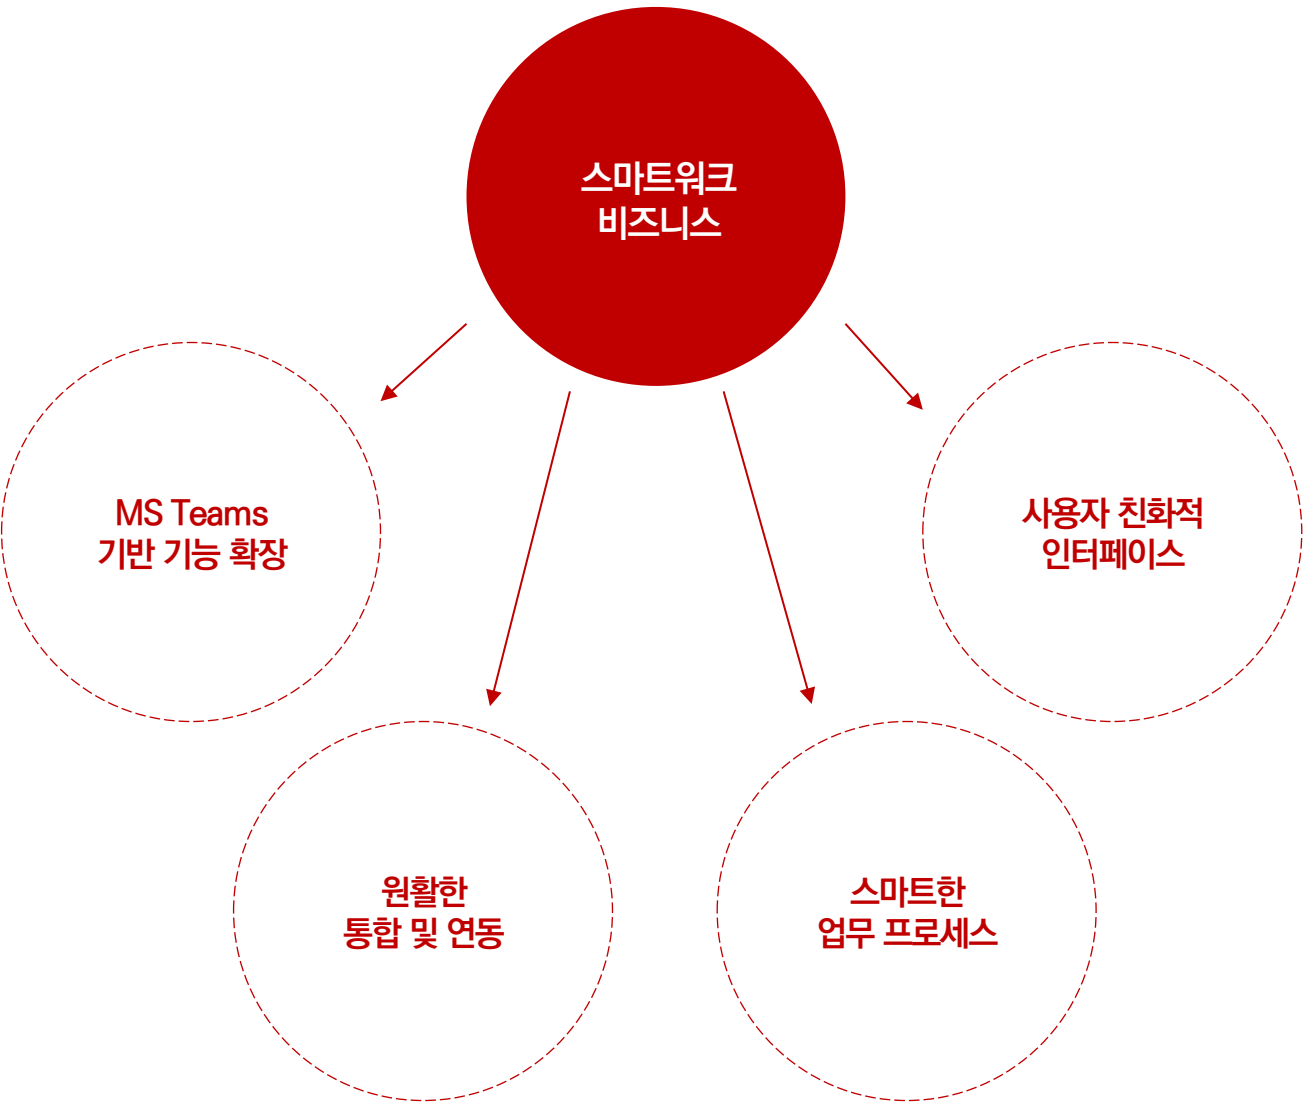 스마트워크
비즈니스
MS Teams
기반 기능 확장
사용자 친화적
인터페이스
원활한
통합 및 연동
스마트한
업무 프로세스